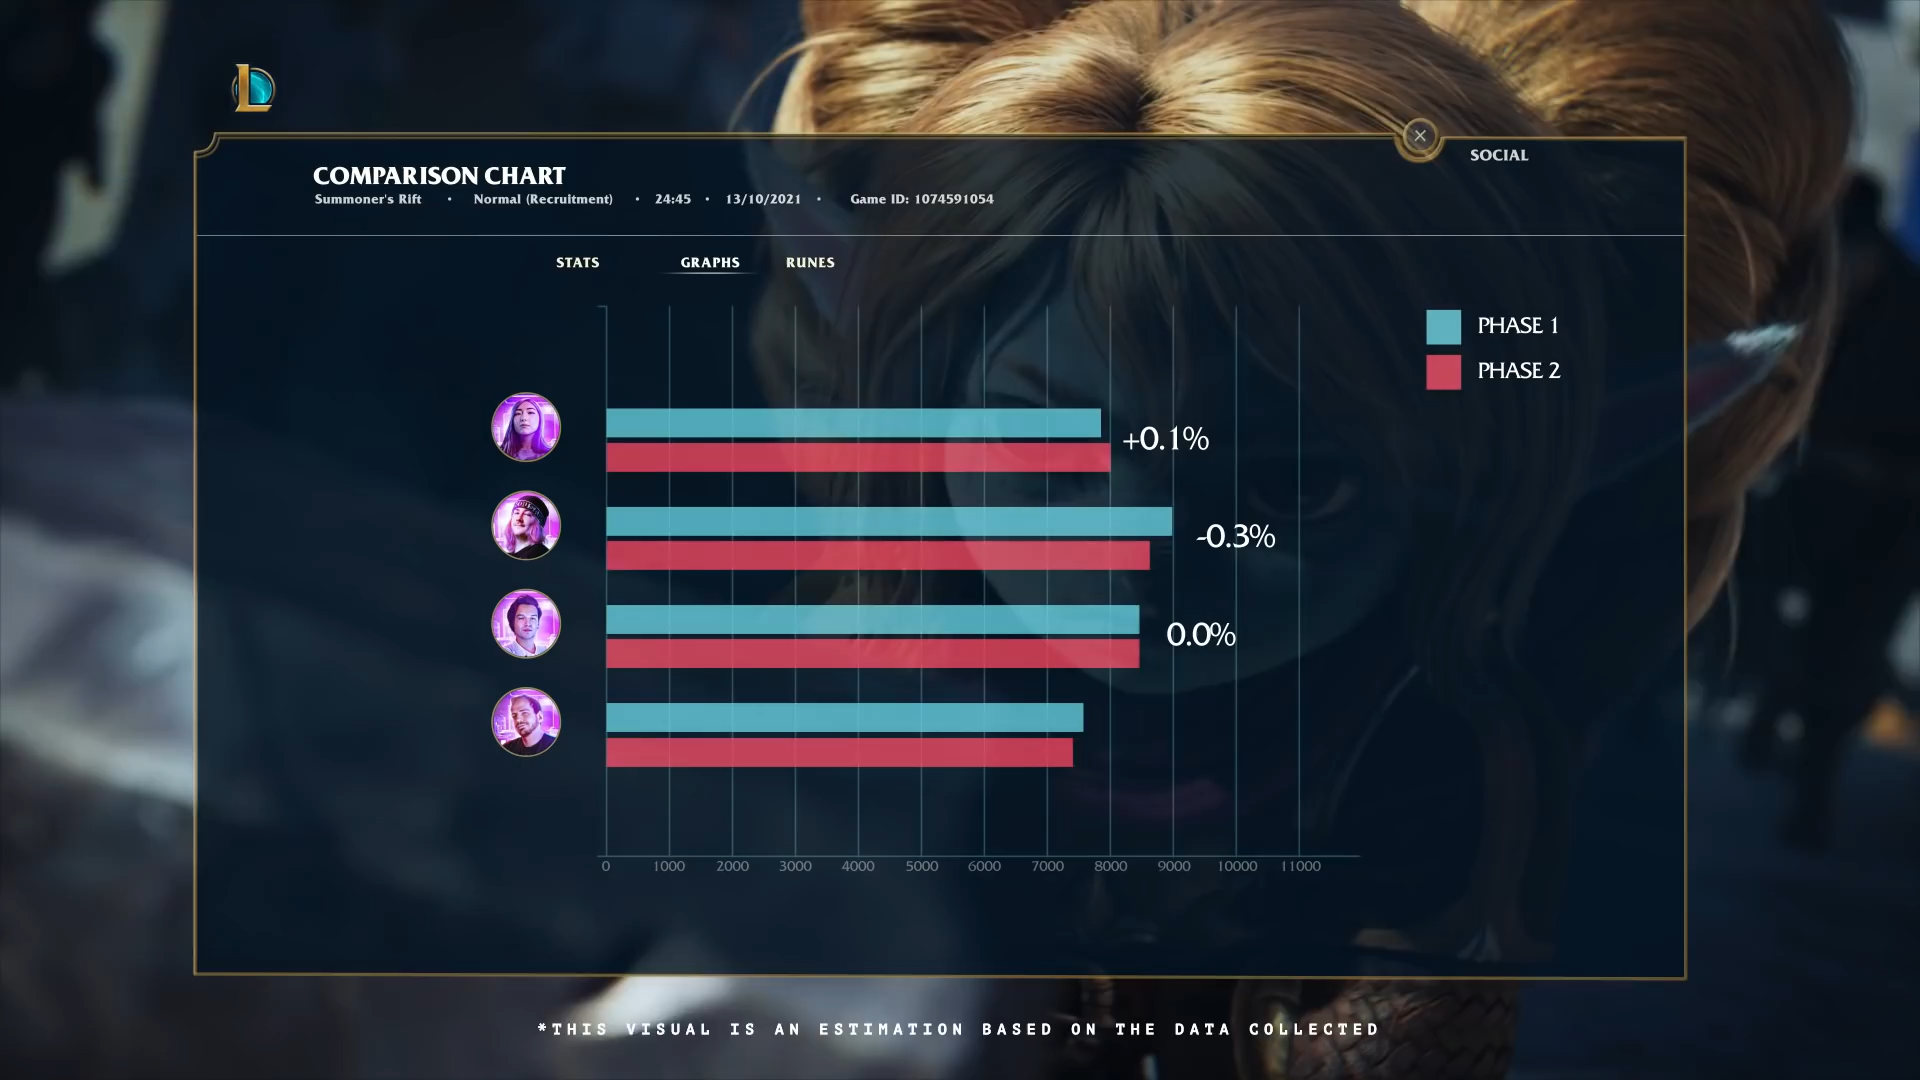 SOCIAL
COMPARISON CHART
Summoner's Rift • Normal (Recruitment) • 24:45 • 13/10/2021 • Game ID: 1074591054
STATS GRAPHS RUNES
PHASE 1
PHASE 2
+0.1%
-0.3%
0.0%
0 1000 2000 3000 4000 5000 6000 7000 8000 9000 10000 11000
*THIS VISUAL IS AN ESTIMATION BASED ON THE DATA COLLECTED